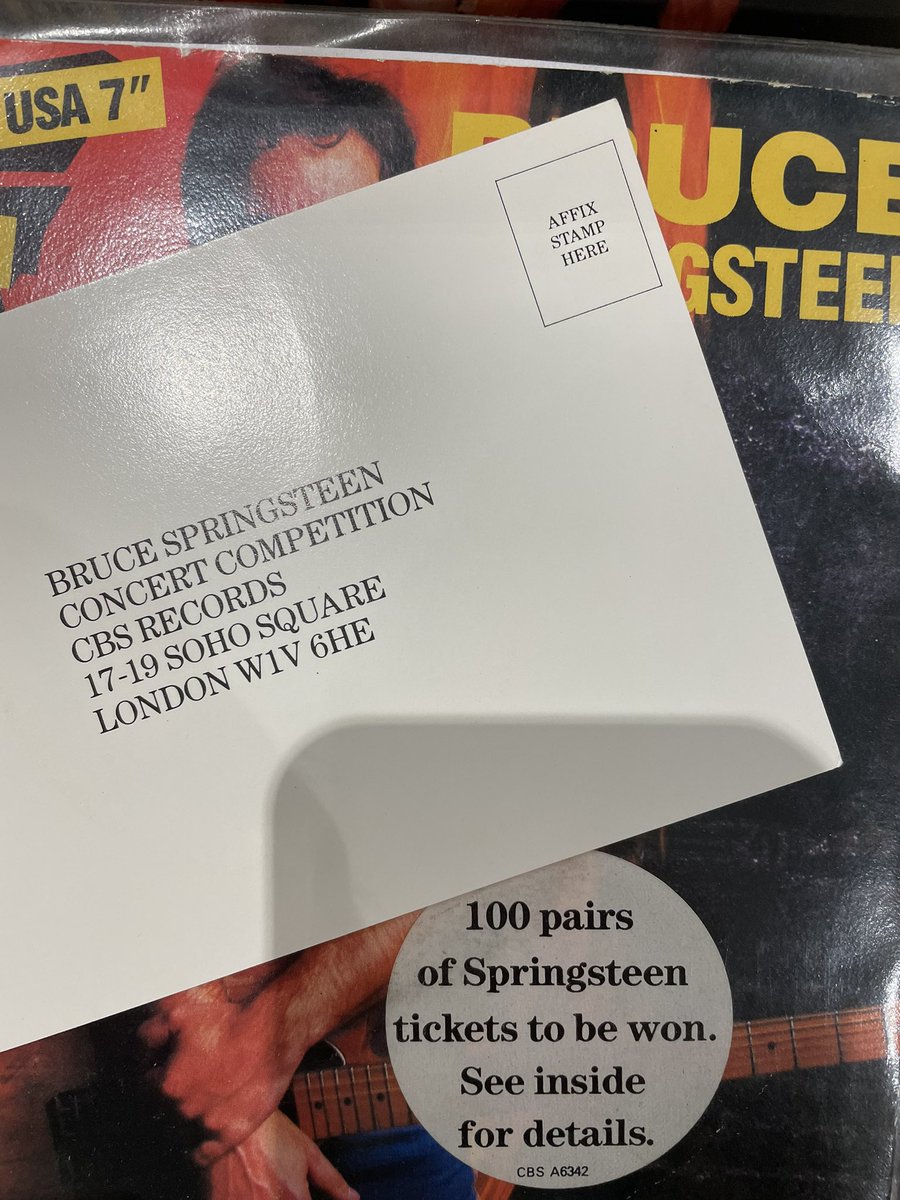 USA 7"
BRUCE
GSTEEN
AFFIX
STAMP
HERE
BRUCE SPRINGSTEEN
CONCERT COMPETITION
CBS RECORDS
17-19 SOHO SQUARE
LONDON W1V 6HE
100 pairs
of Springsteen
tickets to be won.
See inside
for details.
CBS A6342